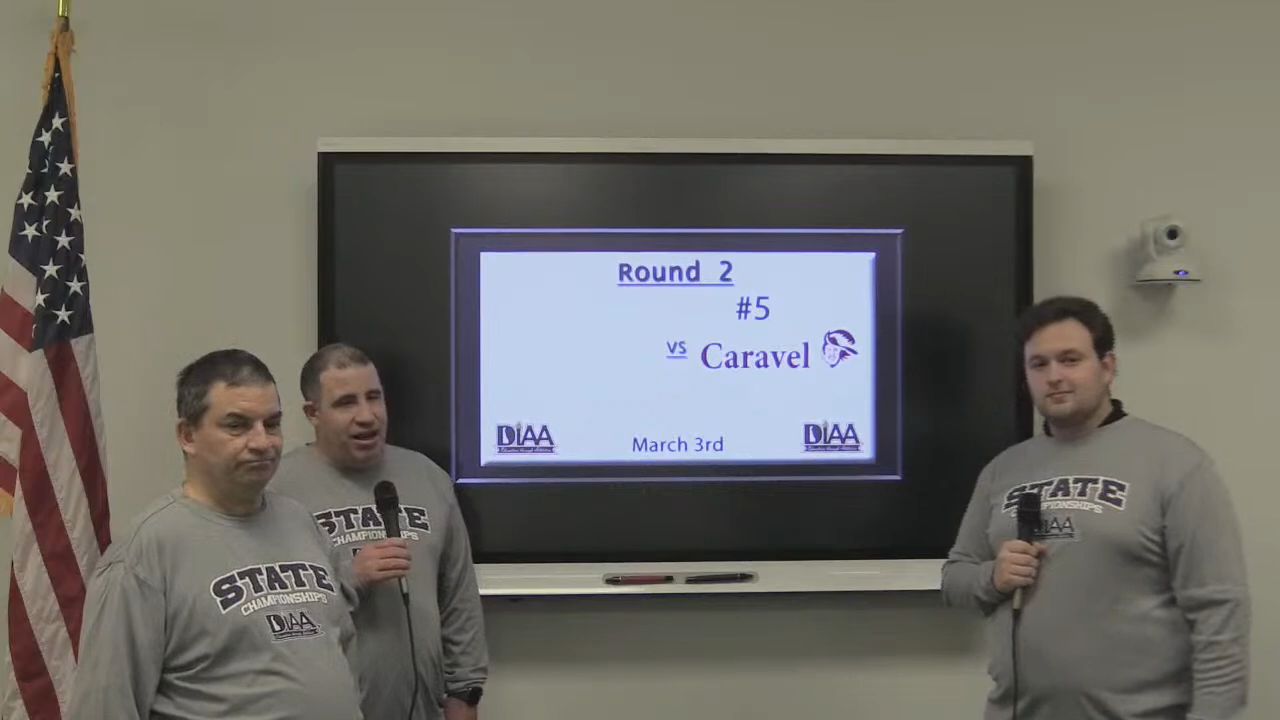 Round 2
#5
vs Caravel
DIAA
March 3rd
DIAA
STATE
CHAMPIONSHIPS
DIAA
STATE
CHAMPIONSHIPS
STATE
CHAMPIONSHIPS
DIAA